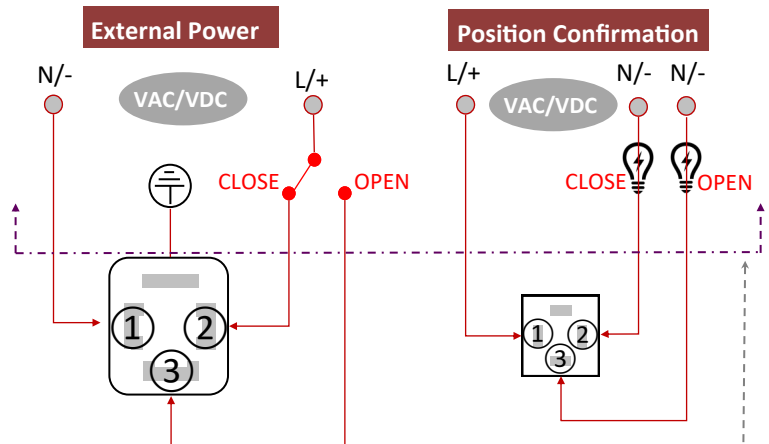 External Power
Position Confirmation
N/-
VAC/VDC
L/+
L/+
VAC/VDC
N/-
N/-
CLOSE
OPEN
CLOSE
OPEN
1
2
3
1
2
3